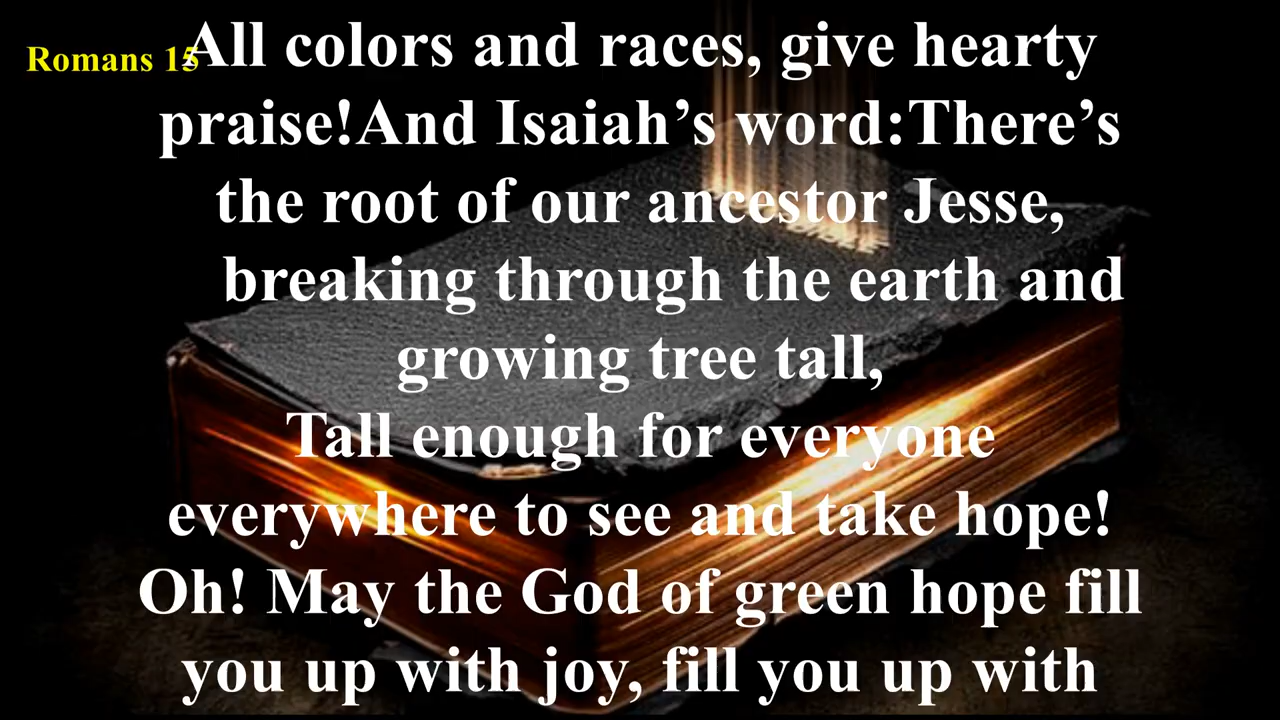 Romans 15
All colors and races, give hearty
praise!And Isaiah’s word:There’s
the root of our ancestor Jesse,
breaking through the earth and
growing tree tall,
Tall enough for everyone
everywhere to see and take hope!
Oh! May the God of green hope fill
you up with joy, fill you up with